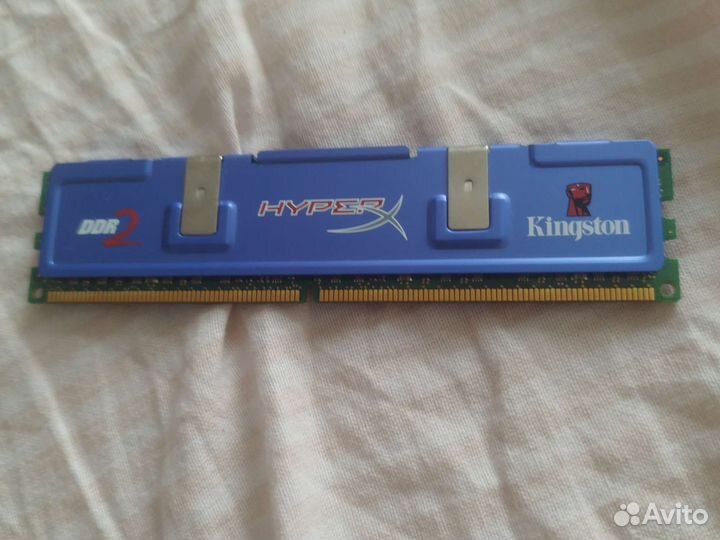 DDR2
HYPERX
Kingston
Avito